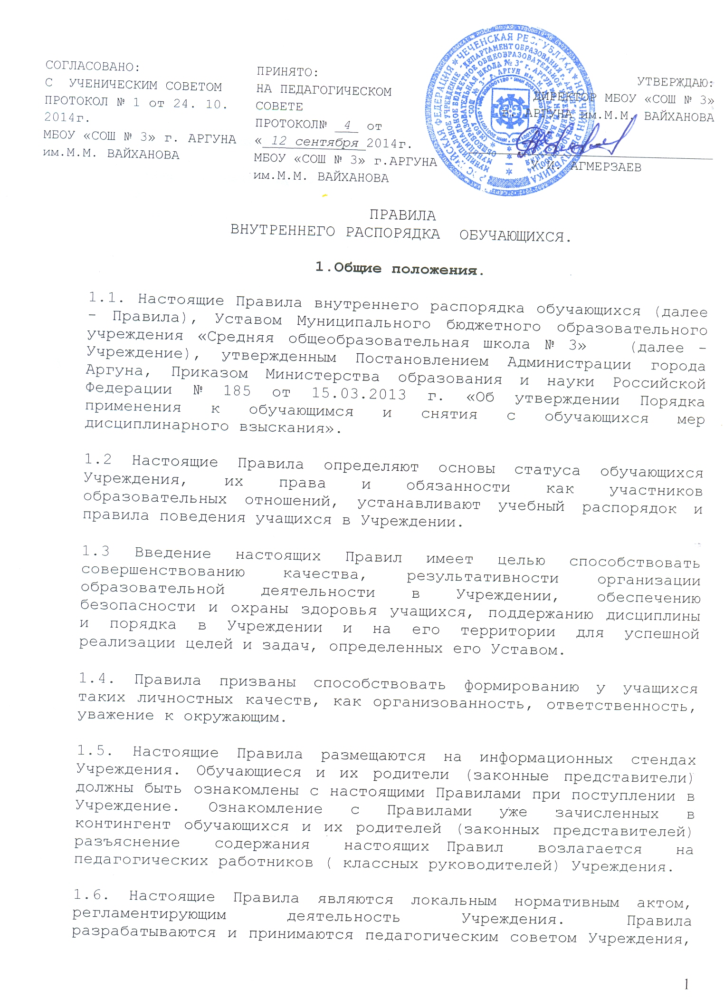 СОГЛАСОВАНО:
С УЧЕНИЧЕСКИМ СОВЕТОМ
ПРОТОКОЛ № 1 от 24. 10.
2014г.
МБОУ «СОШ № 3» г. АРГУНА
им.М.М. ВАЙХАНОВА
ПРИНЯТО:
НА ПЕДАГОГИЧЕСКОМ
СОВЕТЕ
ПРОТОКОЛ№ 4 от
« 12 сентября 2014г.
МБОУ «СОШ № 3» г.АРГУНА
им.М.М. ВАЙХАНОВА
УТВЕРЖДАЮ:
ДИРЕКТОР МБОУ «СОШ № 3»
г. АРГУНА им.М.М. ВАЙХАНОВА
У.И. АГМЕРЗАЕВ
ПРАВИЛА
ВНУТРЕННЕГО РАСПОРЯДКА ОБУЧАЮЩИХСЯ.
1.Общие положения.
1.1. Настоящие Правила внутреннего распорядка обучающихся (далее
– Правила), Уставом Муниципального бюджетного образовательного
учреждения «Средняя общеобразовательная школа № 3» (далее –
Учреждение), утвержденным Постановлением Администрации города
Аргуна, Приказом Министерства образования и науки Российской
Федерации № 185 от 15.03.2013 г. «Об утверждении Порядка
применения к обучающимся и снятия с обучающихся мер
дисциплинарного взыскания».
1.2 Настоящие Правила определяют основы статуса обучающихся
Учреждения, их права и обязанности как участников
образовательных отношений, устанавливают учебный распорядок и
правила поведения учащихся в Учреждении.
1.3 Введение настоящих Правил имеет целью способствовать
совершенствованию качества, результативности организации
образовательной деятельности в Учреждении, обеспечению
безопасности и охраны здоровья учащихся, поддержанию дисциплины
и порядка в Учреждении и на его территории для успешной
реализации целей и задач, определенных его Уставом.
1.4. Правила призваны способствовать формированию у учащихся
таких личностных качеств, как организованность, ответственность,
уважение к окружающим.
1.5. Настоящие Правила размещаются на информационных стендах
Учреждения. Обучающиеся и их родители (законные представители)
должны быть ознакомлены с настоящими Правилами при поступлении в
Учреждение. Ознакомление с Правилами уже зачисленных в
контингент обучающихся и их родителей (законных представителей)
разъяснение содержания настоящих Правил возлагается на
педагогических работников ( классных руководителей) Учреждения.
1.6. Настоящие Правила являются локальным нормативным актом,
регламентирующим деятельность Учреждения. Правила
разрабатываются и принимаются педагогическим советом Учреждения,
1